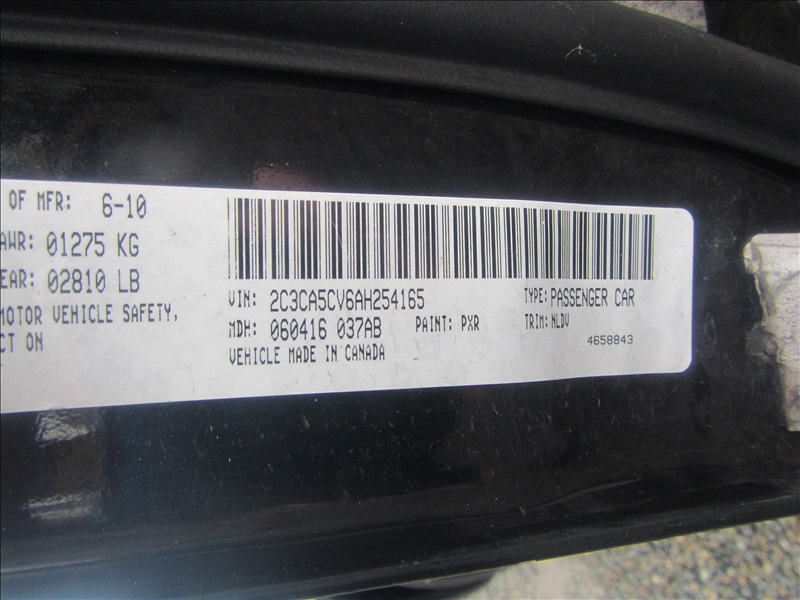 OF MFR: 6-10
AWR: 01275 KG
EAR: 02810 LB
MOTOR VEHICLE SAFETY,
CT ON
VIN: 2C3CA5CV6AH254165
TYPE: PASSENGER CAR
MDH: 060416 037AB
PAINT: PXR
TRIM: NLDV
VEHICLE MADE IN CANADA
4658843